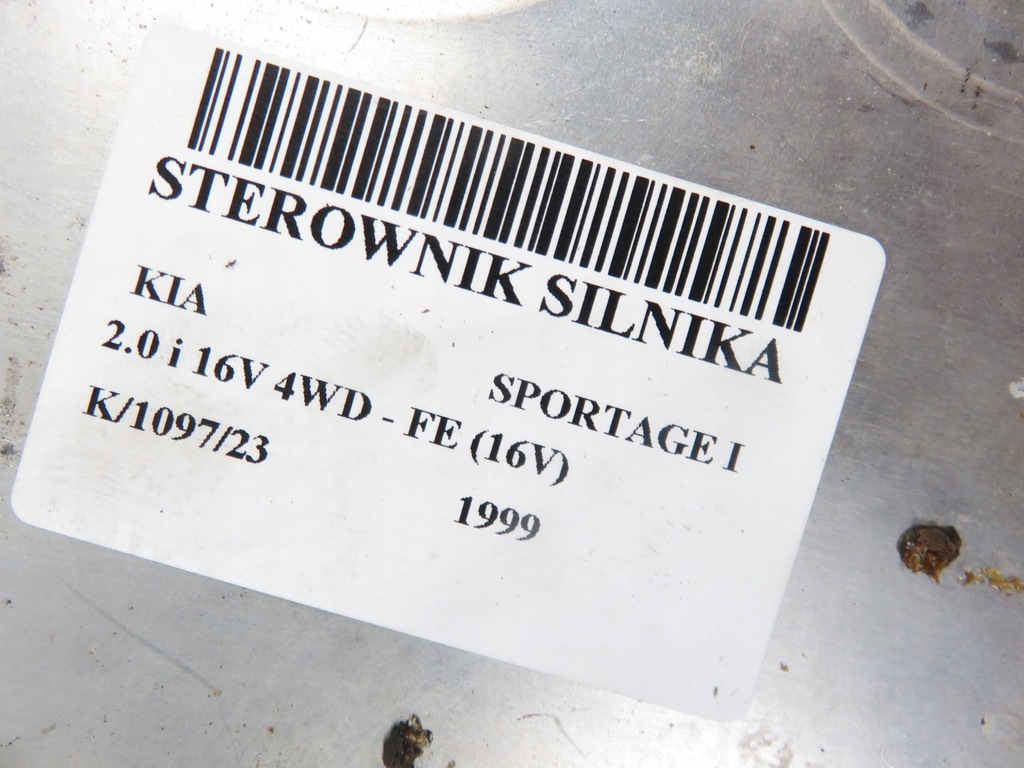 STEROWNIK SILNIKA
KIA
SPORTAGE I
2.0 i 16V 4WD - FE (16V)
K/1097/23
1999